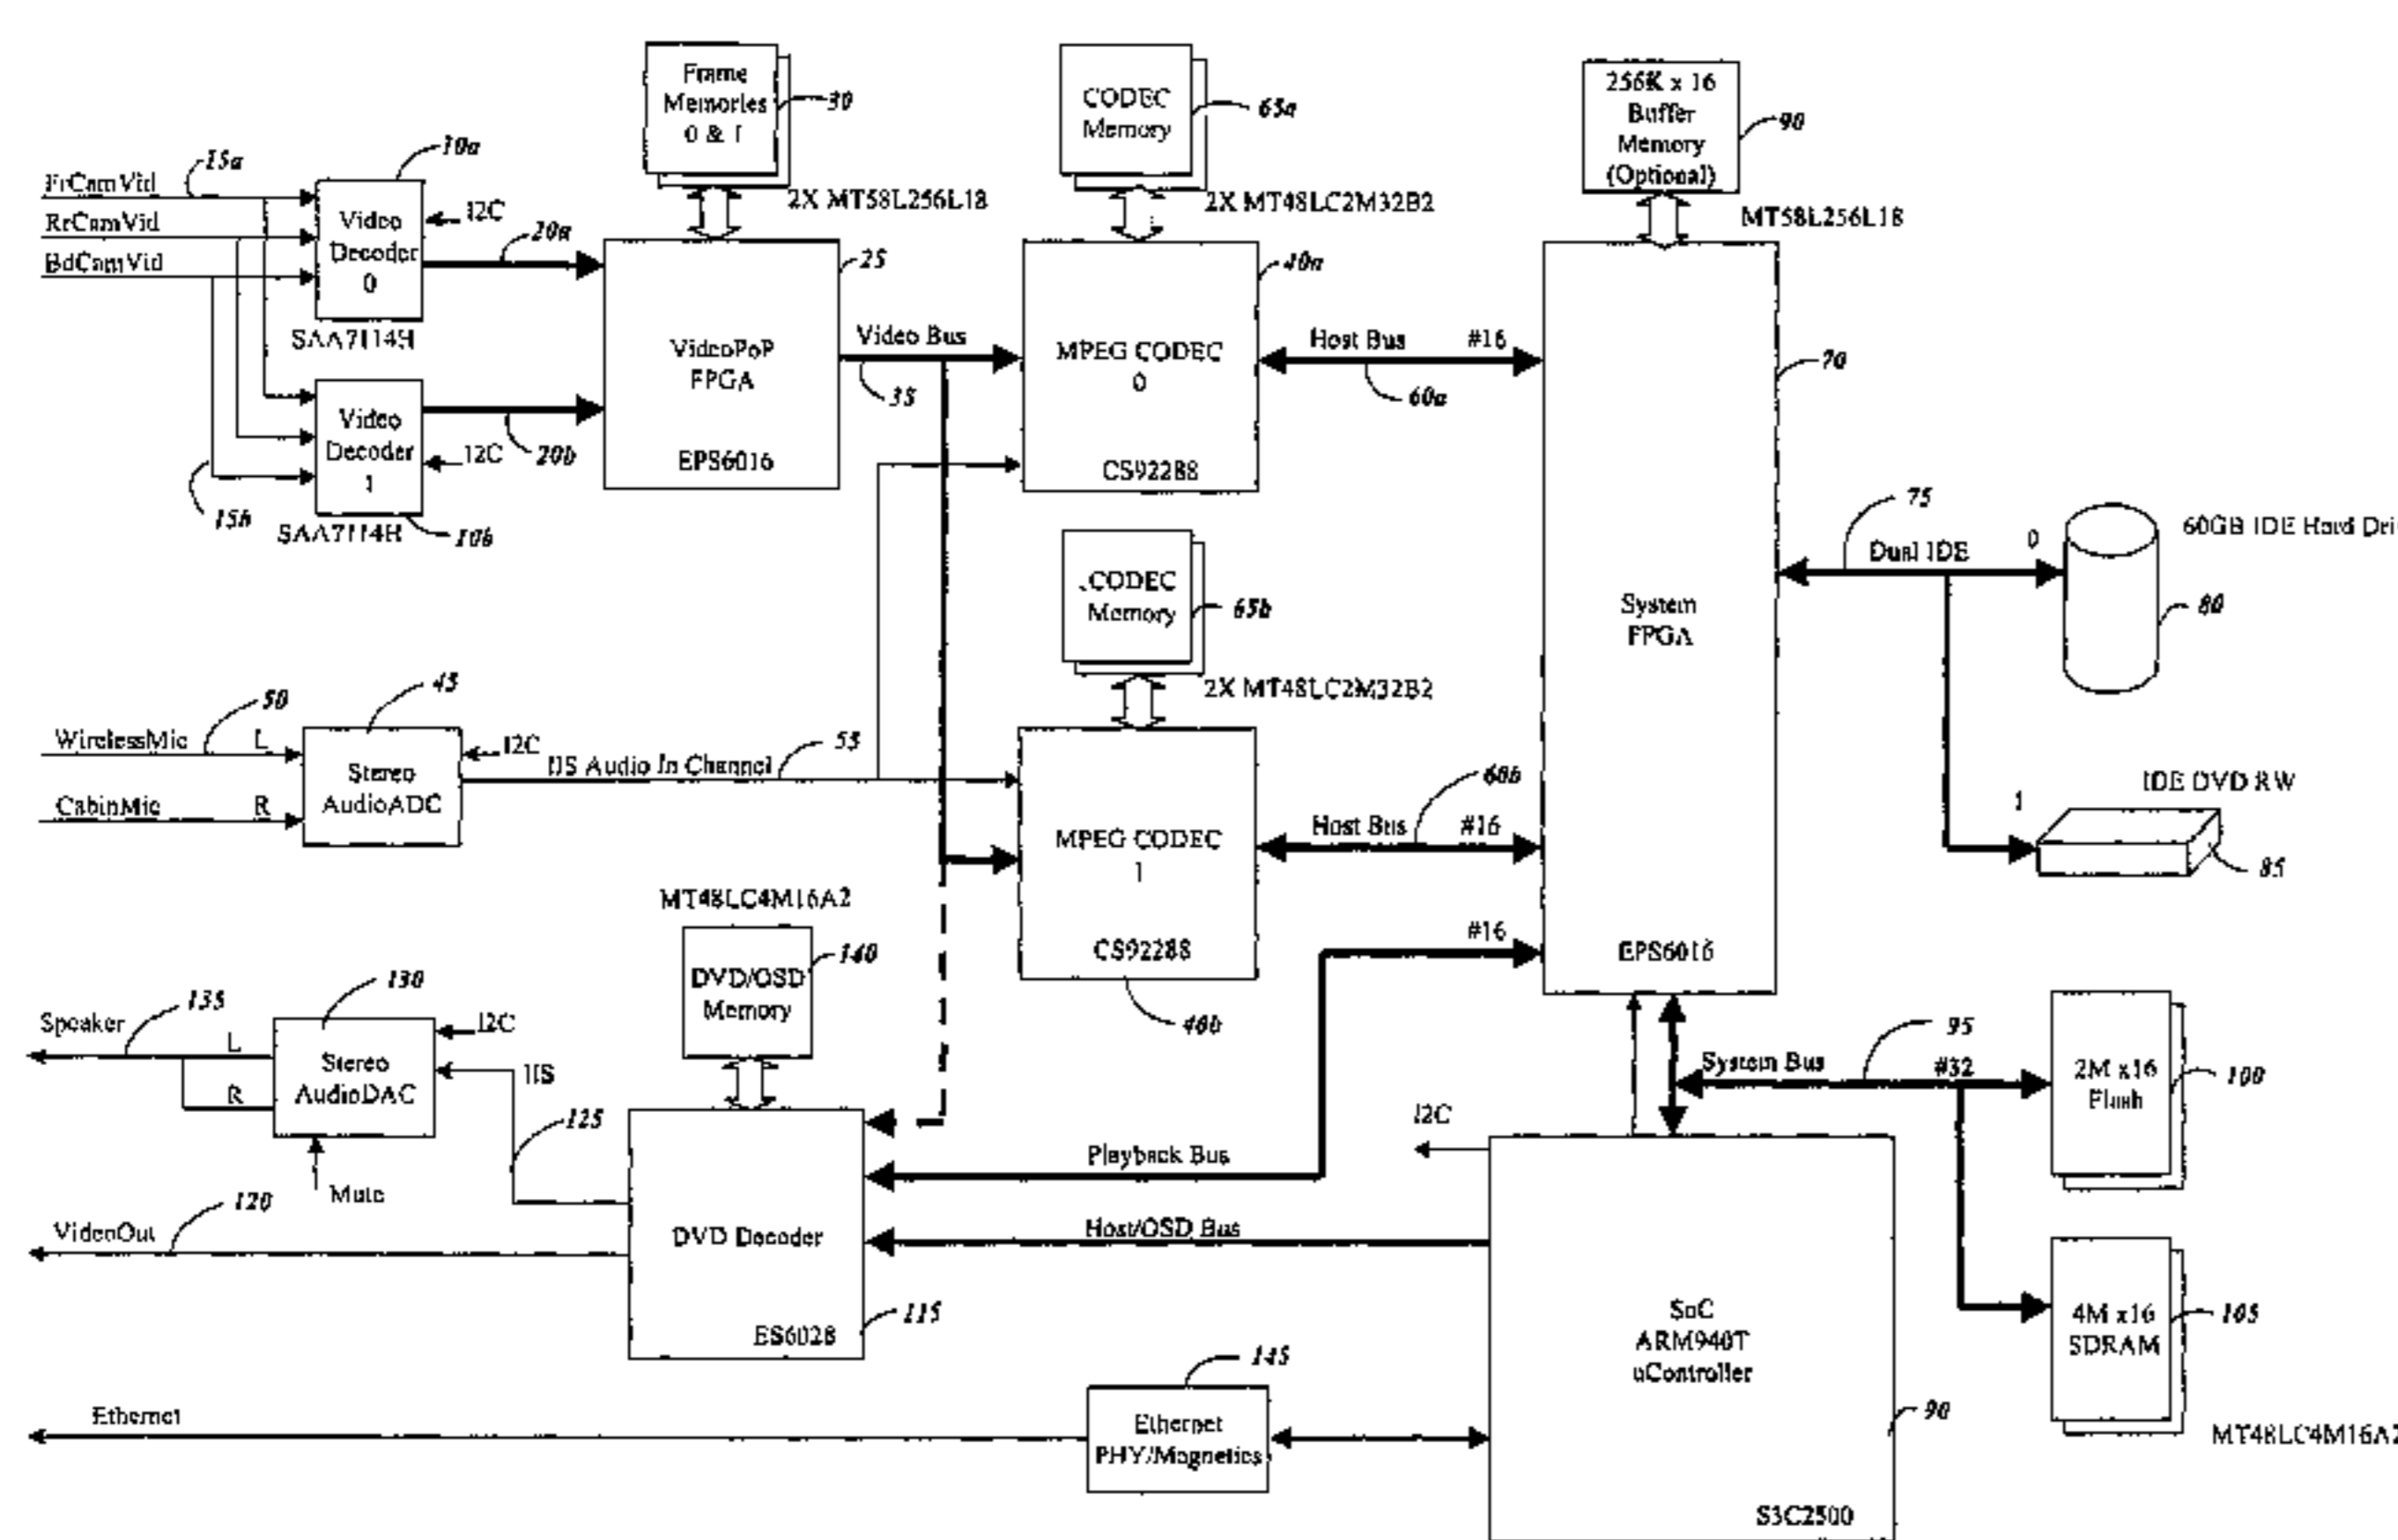 Frame
Memories
0 & 1
30
2X MT58L256L18
CODEC
Memory
65a
2X MT48LC2M32B2
256K x 16
Buffer
Memory
(Optional)
90
MT58L256L18
FrCamVid
RrCamVid
BdCamVid
15a
10a
Video
Decoder
0
I2C
SAA7114H
20a
Video
Decoder
1
I2C
SAA7114H
15b
10b
20b
25
VideoPoP
FPGA
EPS6016
Video Bus
35
40a
MPEG CODEC
0
CS92288
Host Bus
#16
60a
70
System
FPGA
EPS6016
75
Dual IDE
0
60GB IDE Hard Dri
80
1
IDE DVD RW
85
CODEC
Memory
65b
2X MT48LC2M32B2
WirelessMic
L
50
CabinMic
R
45
Stereo
AudioADC
I2C
IIS Audio In Channel
55
MPEG CODEC
1
CS92288
40b
Host Bus
#16
60b
#16
MT48LC4M16A2
DVD/OSD
Memory
140
Speaker
135
L
R
130
Stereo
AudioDAC
I2C
IIS
Mute
125
VideoOut
120
DVD Decoder
ES6028
115
Playback Bus
Host/OSD Bus
I2C
System Bus
95
#32
2M x16
Flash
100
4M x16
SDRAM
105
MT48LC4M16A2
SoC
ARM940T
uController
90
S3C2500
Ethernet
145
Ethernet
PHY/Magnetics